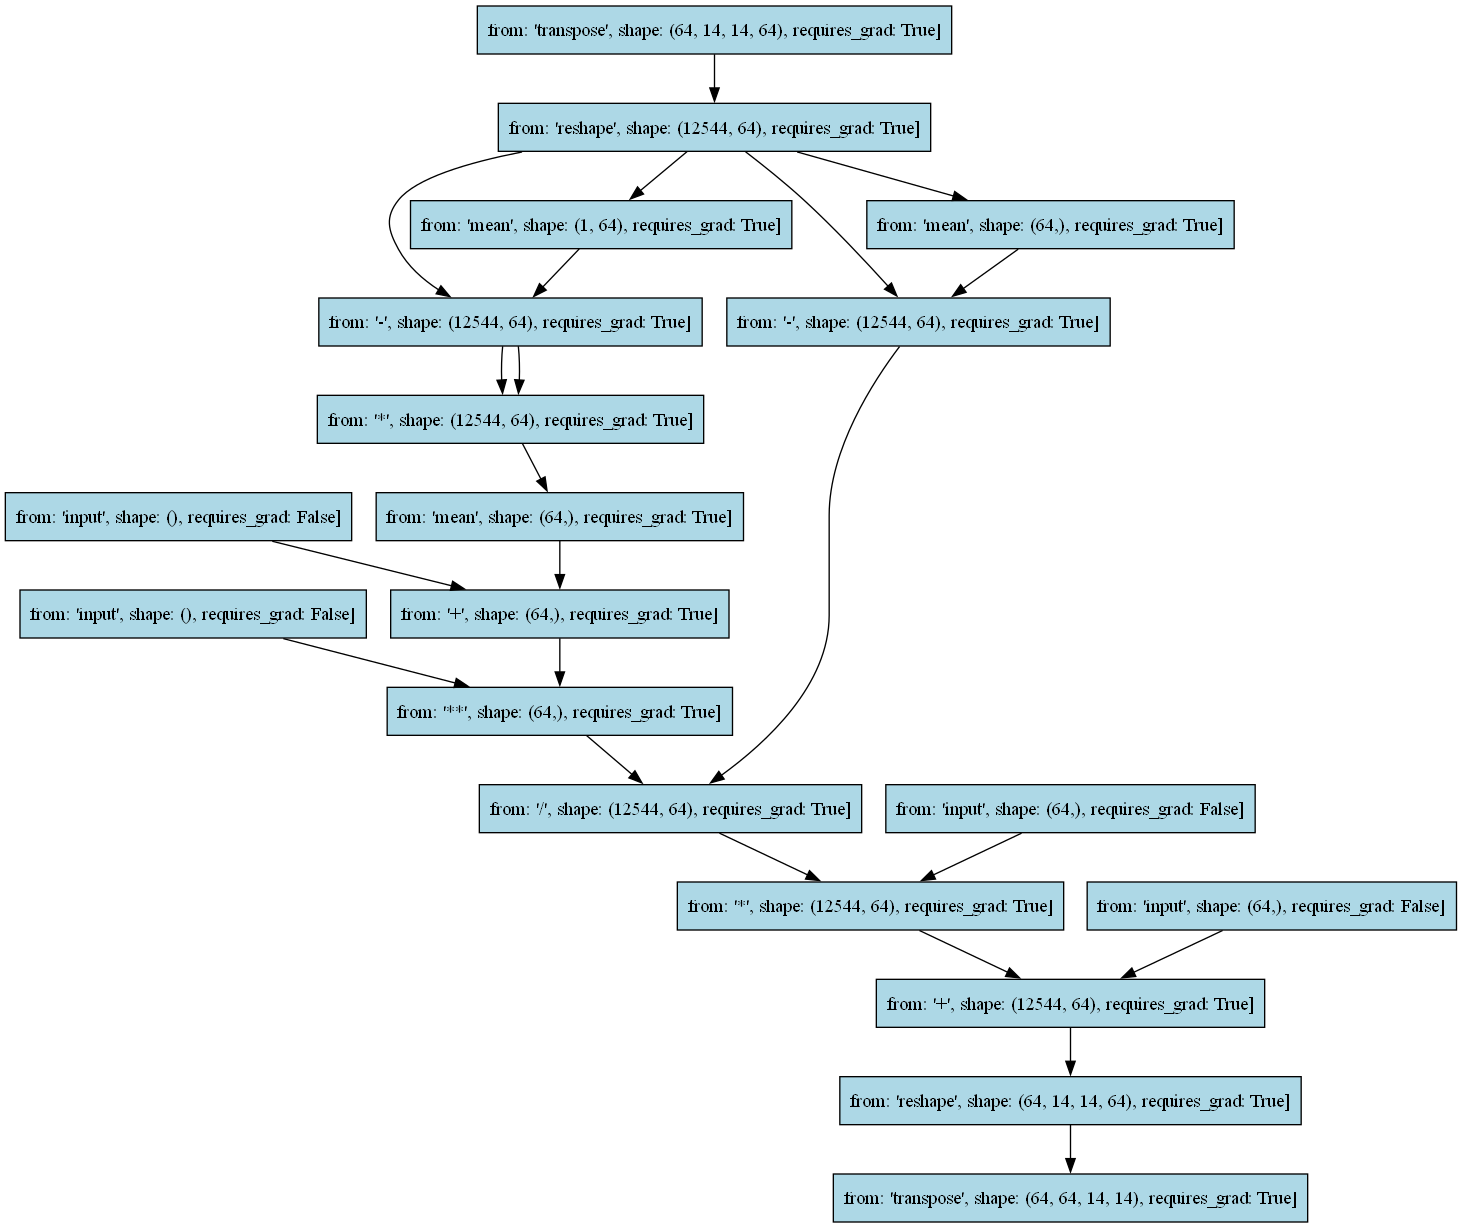 from: 'transpose', shape: (64, 14, 14, 64), requires_grad: True]
from: 'reshape', shape: (12544, 64), requires_grad: True]
from: 'mean', shape: (1, 64), requires_grad: True]
from: 'mean', shape: (64,), requires_grad: True]
from: '-', shape: (12544, 64), requires_grad: True]
from: '-', shape: (12544, 64), requires_grad: True]
from: '*', shape: (12544, 64), requires_grad: True]
from: 'input', shape: (), requires_grad: False]
from: 'mean', shape: (64,), requires_grad: True]
from: 'input', shape: (), requires_grad: False]
from: '+', shape: (64,), requires_grad: True]
from: '**', shape: (64,), requires_grad: True]
from: '/', shape: (12544, 64), requires_grad: True]
from: 'input', shape: (64,), requires_grad: False]
from: '*', shape: (12544, 64), requires_grad: True]
from: 'input', shape: (64,), requires_grad: False]
from: '+', shape: (12544, 64), requires_grad: True]
from: 'reshape', shape: (64, 14, 14, 64), requires_grad: True]
from: 'transpose', shape: (64, 64, 14, 14), requires_grad: True]